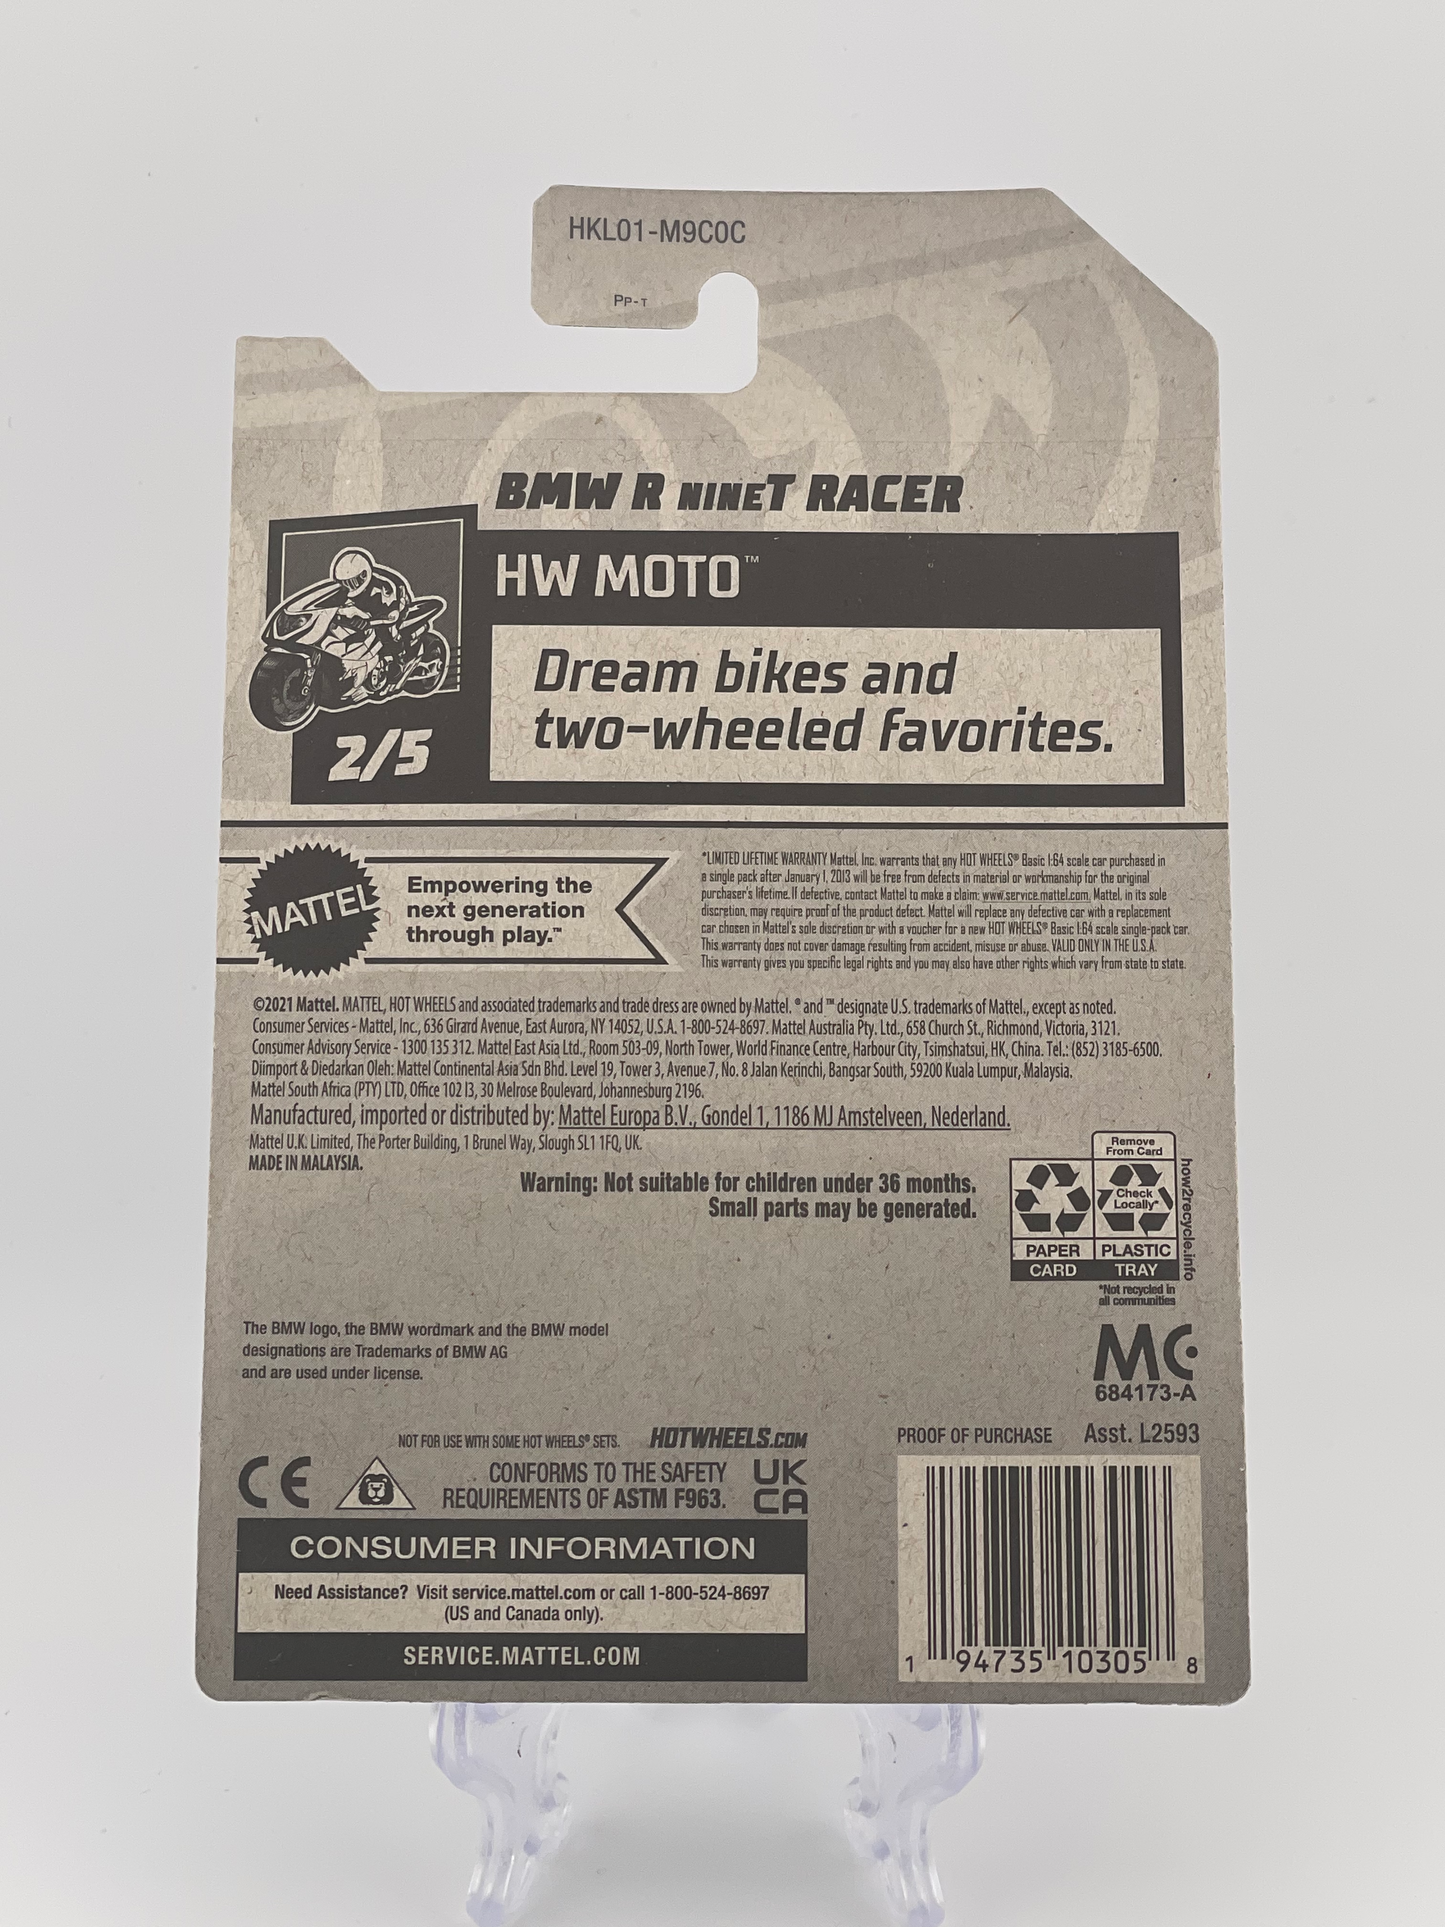 HKL01-M9C0C
PP-T
BMW R NINET RACER
HW MOTO™
Dream bikes and
two-wheeled favorites.
2/5
MATTEL
Empowering the
next generation
through play.™
*LIMITED LIFETIME WARRANTY Mattel, Inc. warrants that any HOT WHEELS® Basic 1:64 scale car purchased in
a single pack after January 1, 2013 will be free from defects in material or workmanship for the original
purchaser's lifetime. If defective, contact Mattel to make a claim: www.service.mattel.com. Mattel, in its sole
discretion, may require proof of the product defect. Mattel will replace any defective car with a replacement
car chosen in Mattel's sole discretion or with a voucher for a new HOT WHEELS® Basic 1:64 scale single-pack car.
This warranty does not cover damage resulting from accident, misuse or abuse. VALID ONLY IN THE U.S.A.
This warranty gives you specific legal rights and you may also have other rights which vary from state to state.
©2021 Mattel. MATTEL, HOT WHEELS and associated trademarks and trade dress are owned by Mattel. ® and ™ designate U.S. trademarks of Mattel., except as noted.
Consumer Services - Mattel, Inc., 636 Girard Avenue, East Aurora, NY 14052, U.S.A. 1-800-524-8697. Mattel Australia Pty. Ltd., 658 Church St., Richmond, Victoria, 3121.
Consumer Advisory Service - 1300 135 312. Mattel East Asia Ltd., Room 503-09, North Tower, World Finance Centre, Harbour City, Tsimshatsui, HK, China. Tel.: (852) 3185-6500.
Diimport & Diedarkan Oleh: Mattel Continental Asia Sdn Bhd. Level 19, Tower 3, Avenue 7, No. 8 Jalan Kerinchi, Bangsar South, 59200 Kuala Lumpur, Malaysia.
Mattel South Africa (PTY) LTD, Office 102 I3, 30 Melrose Boulevard, Johannesburg 2196.
Manufactured, imported or distributed by: Mattel Europa B.V., Gondel 1, 1186 MJ Amstelveen, Nederland.
Mattel U.K. Limited, The Porter Building, 1 Brunel Way, Slough SL1 1FQ, UK.
MADE IN MALAYSIA.
Warning: Not suitable for children under 36 months.
Small parts may be generated.
Remove
From Card
Check
Locally*
PAPER PLASTIC
CARD TRAY
how2recycle.info
*Not recycled in
all communities
The BMW logo, the BMW wordmark and the BMW model
designations are Trademarks of BMW AG
and are used under license.
MC
684173-A
NOT FOR USE WITH SOME HOT WHEELS® SETS. HOTWHEELS.COM
PROOF OF PURCHASE Asst. L2593
CE
CONFORMS TO THE SAFETY
REQUIREMENTS OF ASTM F963.
UK
CA
CONSUMER INFORMATION
Need Assistance? Visit service.mattel.com or call 1-800-524-8697
(US and Canada only).
SERVICE.MATTEL.COM
1 94735 10305 8